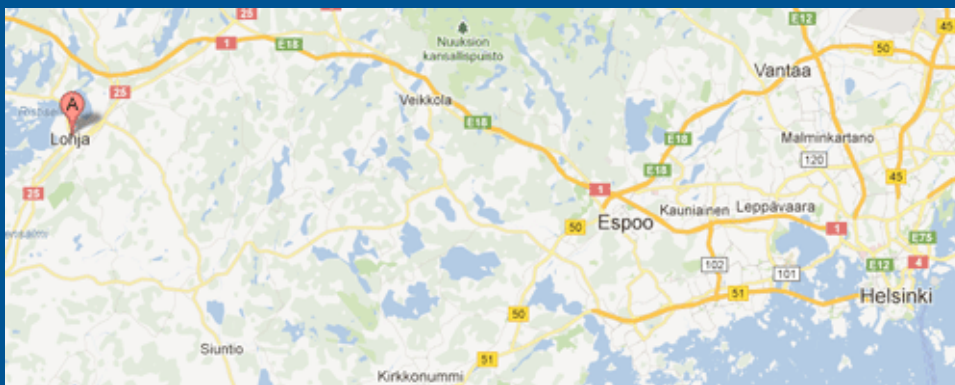 25
E12
45
1
E18
Nuuksion
kansallispuisto
50
Vantaa
25
A
Veikkola
E18
Lohja
E18
Malminkartano
120
E18
45
25
1
Kauniainen
Leppävaara
50
Espoo
1
E75
102
101
E12
4
51
Helsinki
50
Siuntio
51
Kirkkonummi